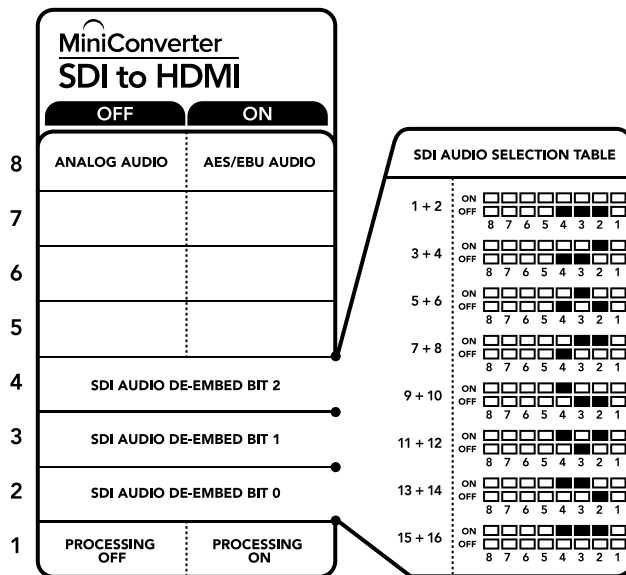 MiniConverter
SDI to HDMI
OFF ON
8 ANALOG AUDIO AES/EBU AUDIO
7
6
5
4 SDI AUDIO DE-EMBED BIT 2
3 SDI AUDIO DE-EMBED BIT 1
2 SDI AUDIO DE-EMBED BIT 0
1 PROCESSING OFF PROCESSING ON
SDI AUDIO SELECTION TABLE
1 + 2 ON
OFF
8 7 6 5 4 3 2 1
3 + 4 ON
OFF
8 7 6 5 4 3 2 1
5 + 6 ON
OFF
8 7 6 5 4 3 2 1
7 + 8 ON
OFF
8 7 6 5 4 3 2 1
9 + 10 ON
OFF
8 7 6 5 4 3 2 1
11 + 12 ON
OFF
8 7 6 5 4 3 2 1
13 + 14 ON
OFF
8 7 6 5 4 3 2 1
15 + 16 ON
OFF
8 7 6 5 4 3 2 1